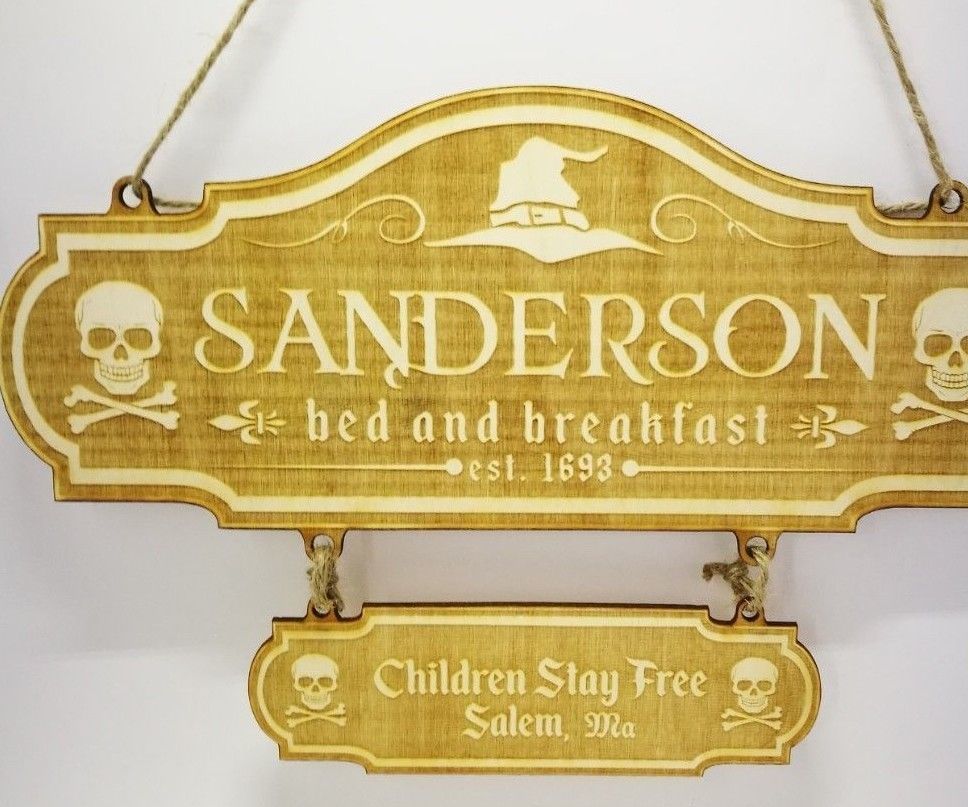 SANDERSON
bed and breakfast
est. 1693
Children Stay Free
Salem, Ma